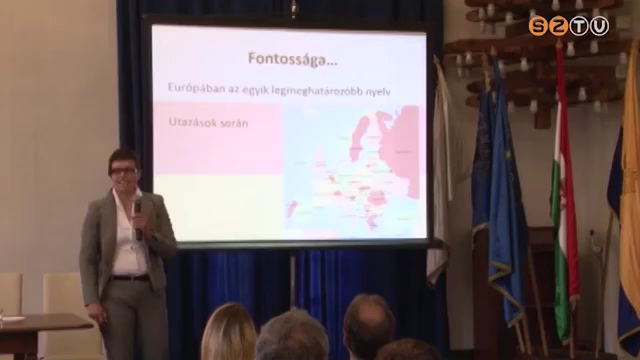 SZTV
Fontossága...
Európában az egyik legmeghatározóbb nyelv
Utazások során